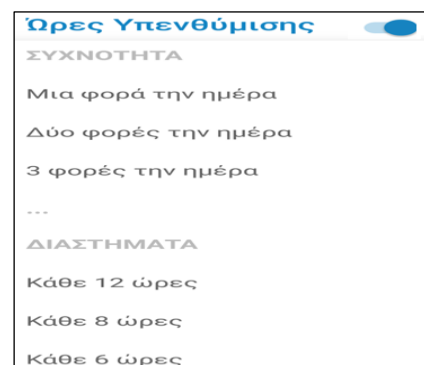 Ώρες Υπενθύμισης
ΣΥΧΝΟΤΗΤΑ
Μια φορά την ημέρα
Δύο φορές την ημέρα
3 φορές την ημέρα
...
ΔΙΑΣΤΗΜΑΤΑ
Κάθε 12 ώρες
Κάθε 8 ώρες
Κάθε 6 ώρες